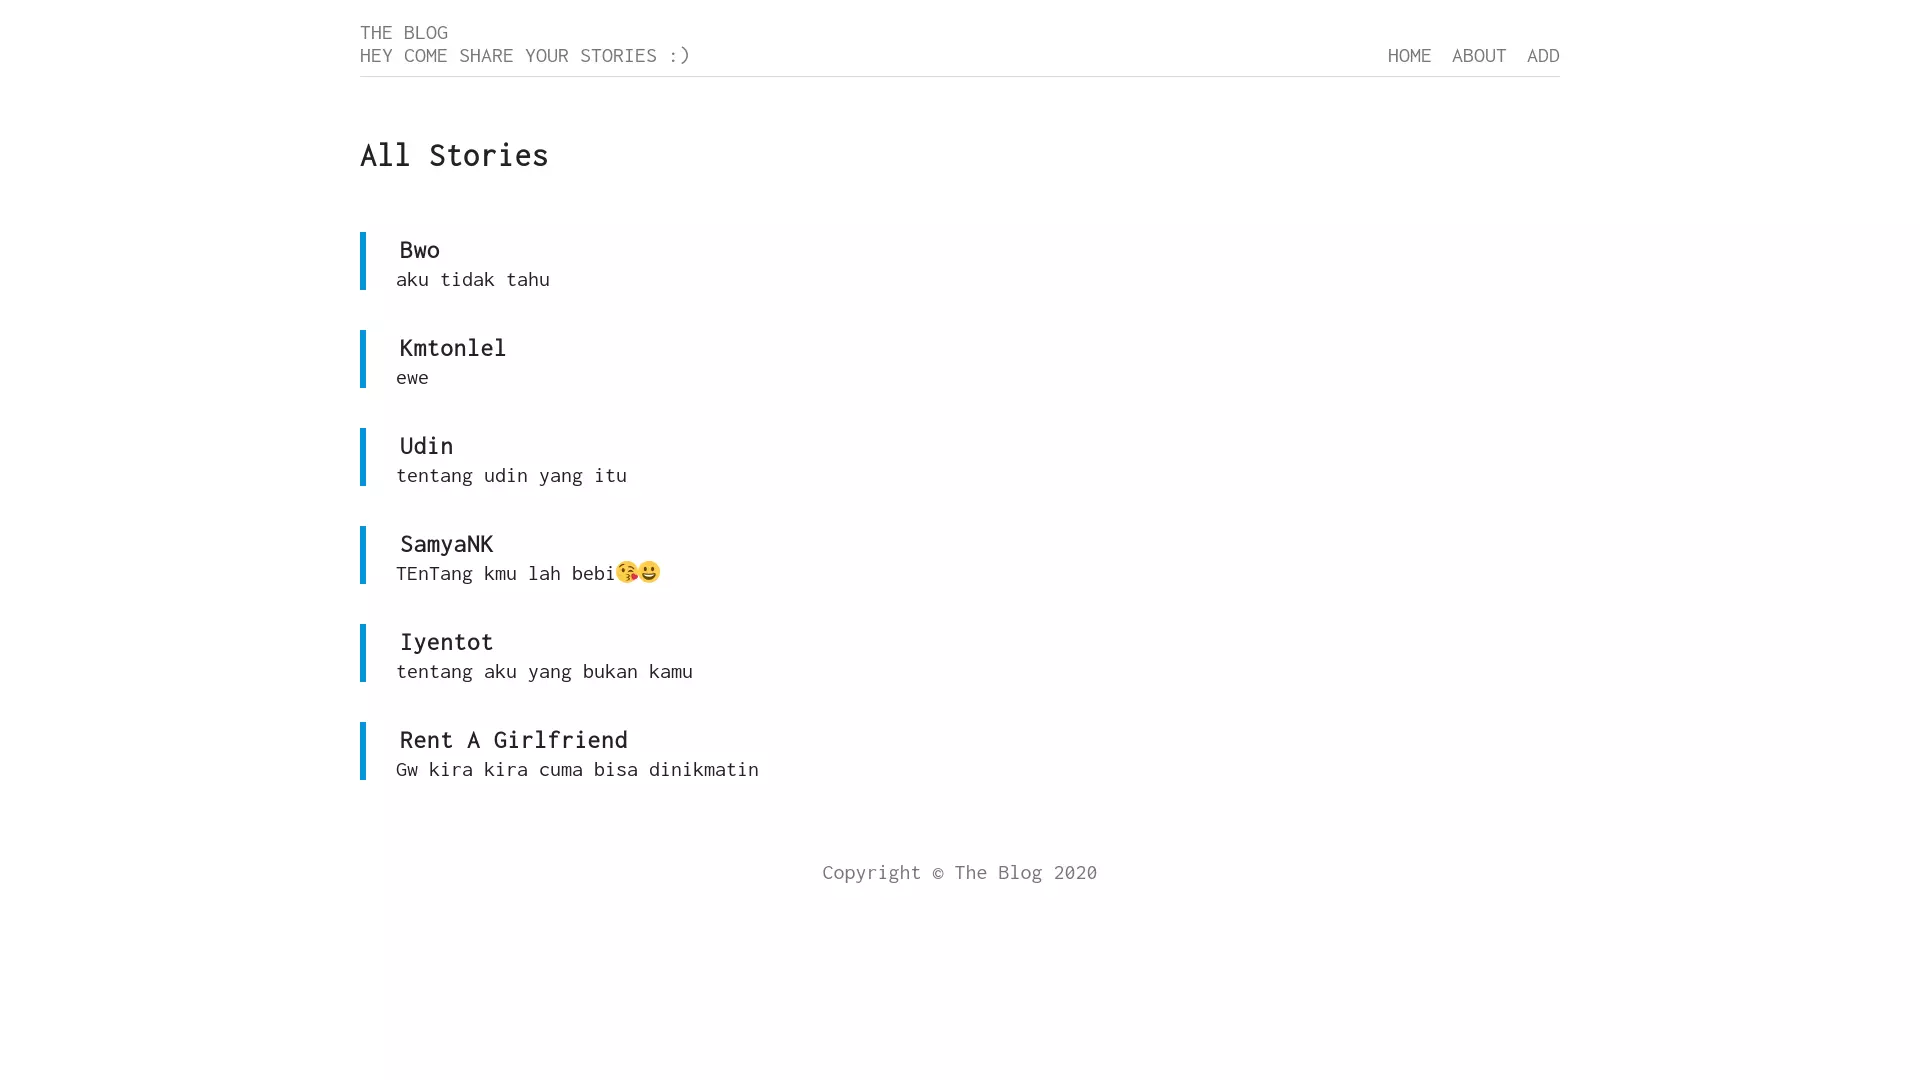 THE BLOG
HEY COME SHARE YOUR STORIES :)
HOME ABOUT ADD
All Stories
Bwo
aku tidak tahu
Kmtonlel
ewe
Udin
tentang udin yang itu
SamyaNK
TEnTang kmu lah bebi😘😃
Iyentot
tentang aku yang bukan kamu
Rent A Girlfriend
Gw kira kira cuma bisa dinikmatin
Copyright © The Blog 2020